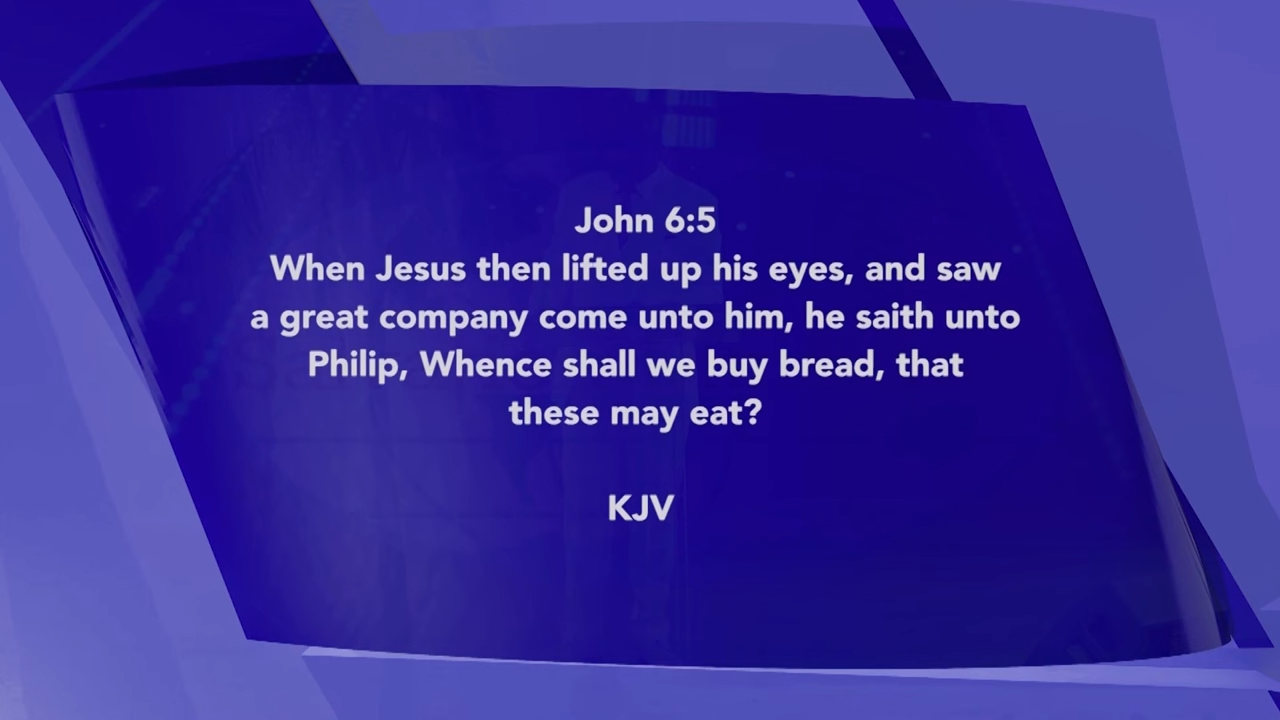 John 6:5
When Jesus then lifted up his eyes, and saw
a great company come unto him, he saith unto
Philip, Whence shall we buy bread, that
these may eat?
KJV